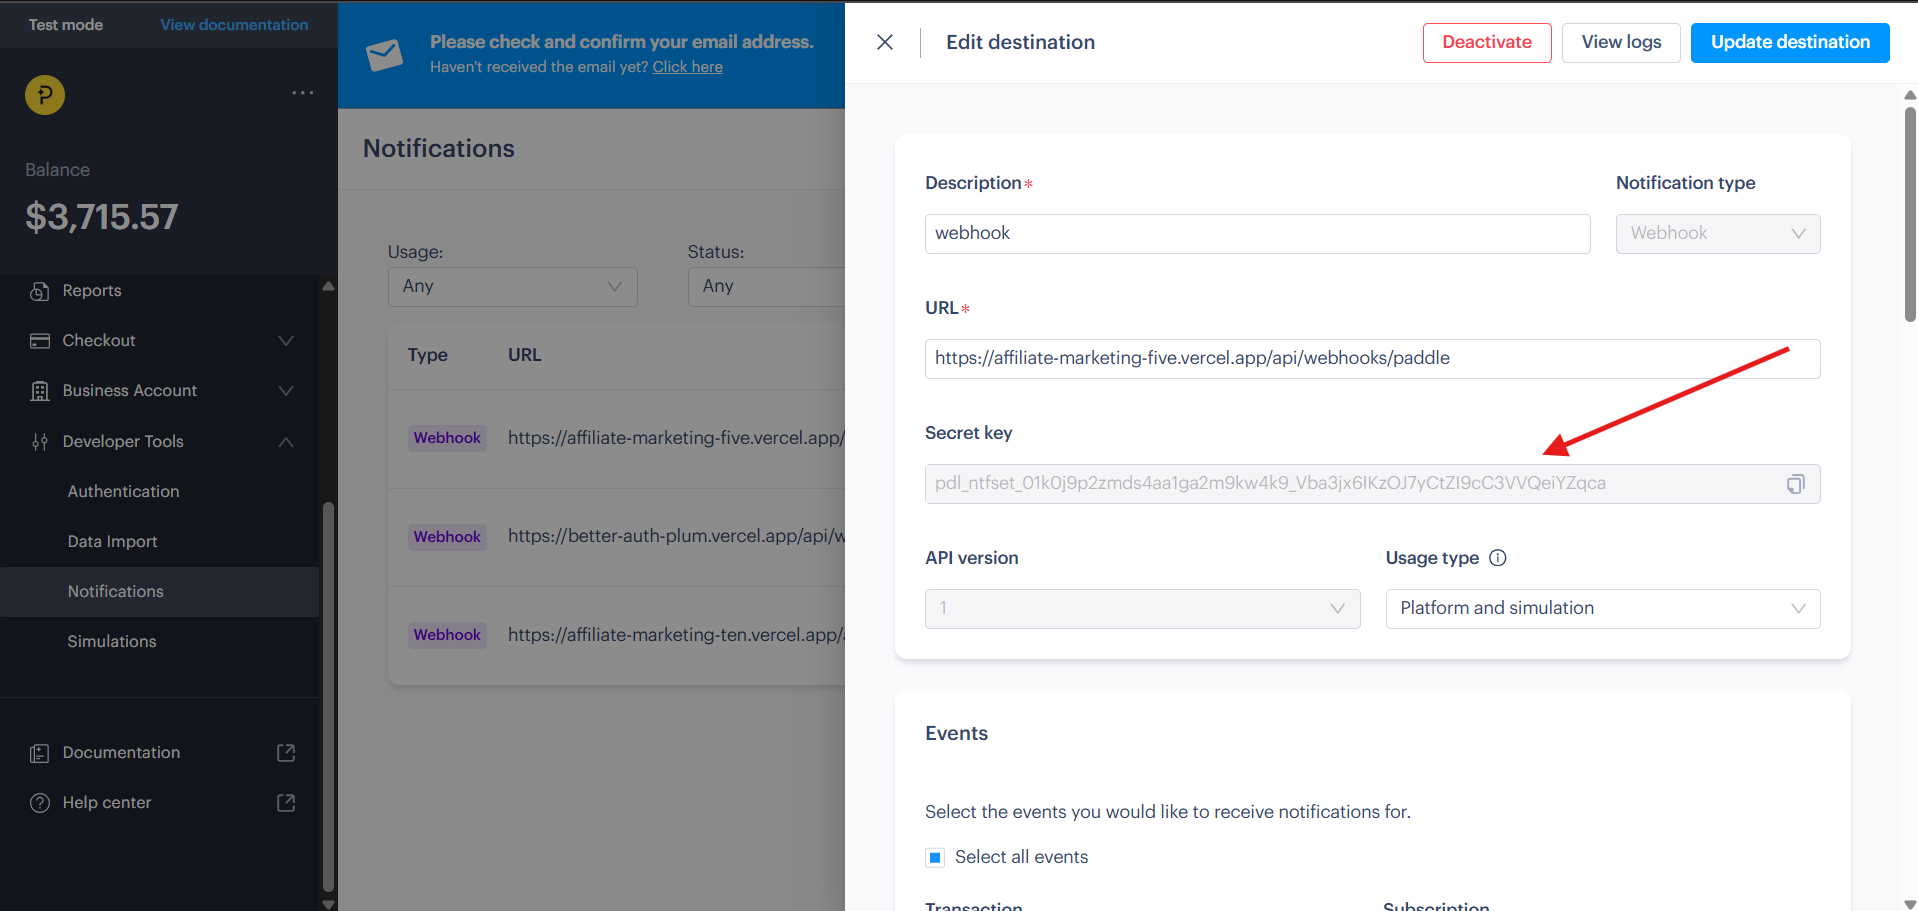 Test mode
View documentation
Balance
$3,715.57
Reports
Checkout
Business Account
Developer Tools
Authentication
Data Import
Notifications
Simulations
Documentation
Help center
Please check and confirm your email address.
Haven't received the email yet? Click here
Notifications
Usage:
Status:
Any
Any
Type
URL
Webhook
https://affiliate-marketing-five.vercel.app/
Webhook
https://better-auth-plum.vercel.app/api/w
Webhook
https://affiliate-marketing-ten.vercel.app/a
Edit destination
Deactivate
View logs
Update destination
Description*
Notification type
webhook
Webhook
URL*
https://affiliate-marketing-five.vercel.app/api/webhooks/paddle
Secret key
pdl_ntfset_01k0j9p2zmds4aa1ga2m9kw4k9_Vba3jx6IKzOJ7yCtZI9cC3VVQeiYZqca
API version
Usage type
1
Platform and simulation
Events
Select the events you would like to receive notifications for.
Select all events
Transaction
Subscription